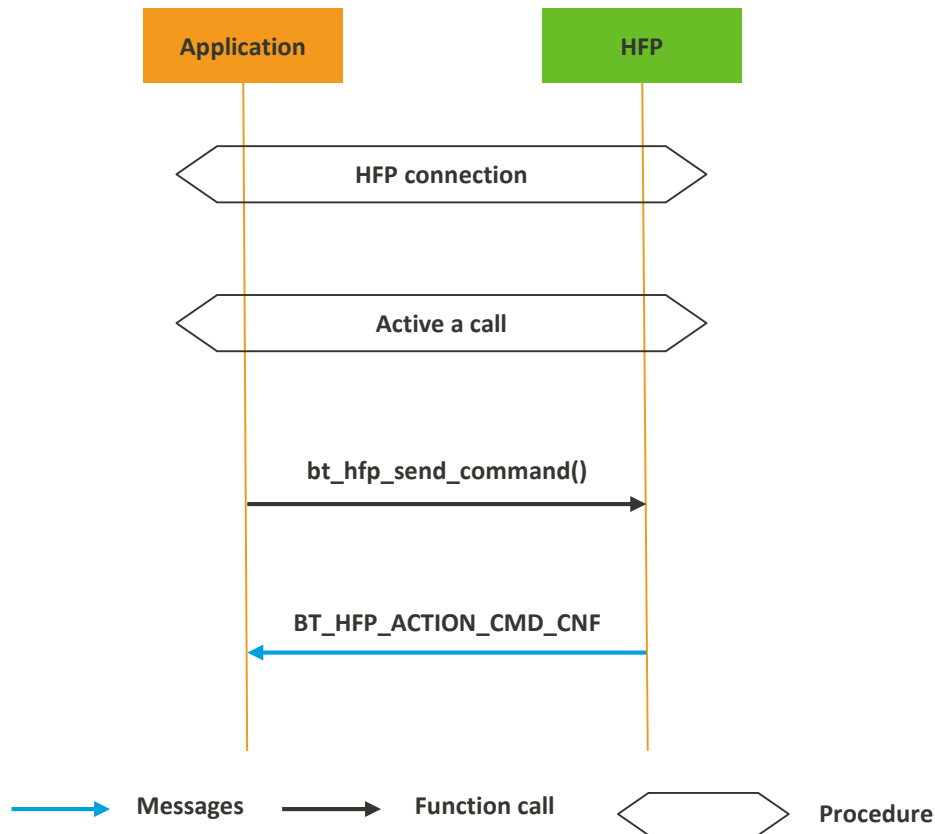 Application
HFP
HFP connection
Active a call
bt_hfp_send_command()
BT_HFP_ACTION_CMD_CNF
Messages
Function call
Procedure